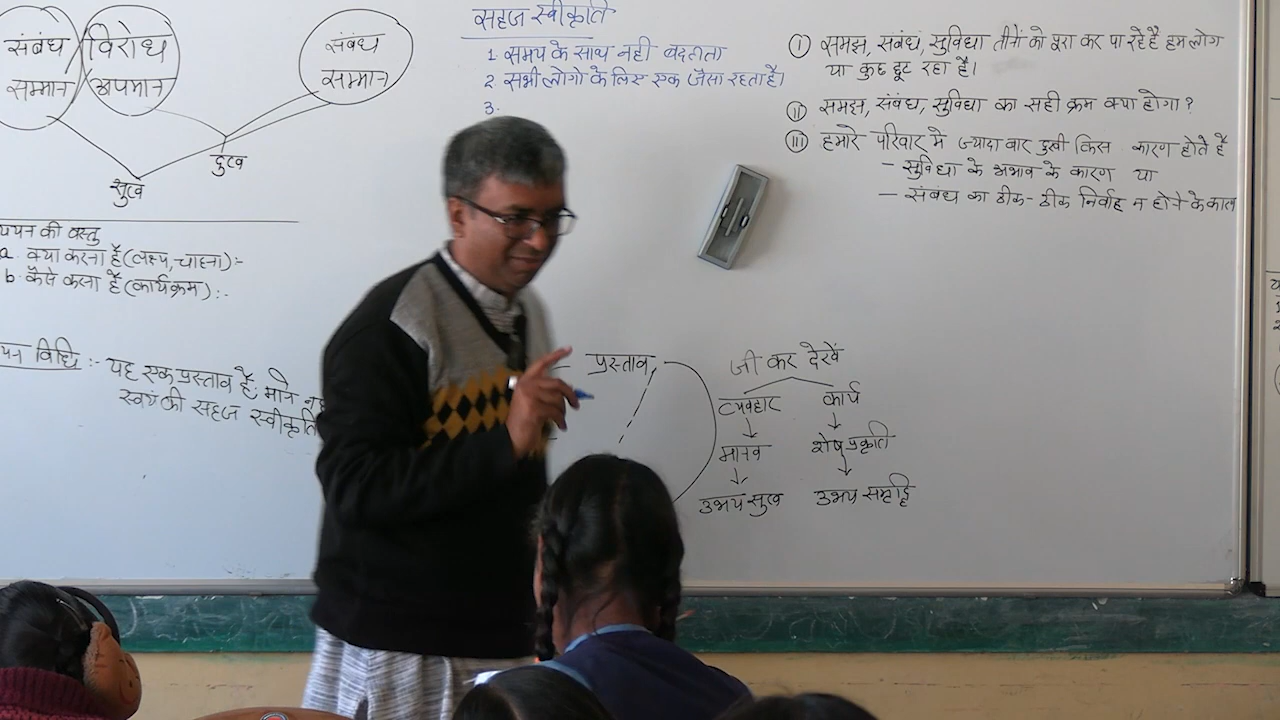 संबंध
सम्मान
विरोध
अपमान
संबंध
सम्मान
दुख
सुख
सहज स्वीकृति
1. समय के साथ नहीं बदलता
2. सभी लोगों के लिए एक जैसा रहता है।
3.
I समझ, संबंध, सुविधा तीनों को पूरा कर पा रहे हैं हम लोग
या कुछ छूट रहा है।
II समझ, संबंध, सुविधा का सही क्रम क्या होगा?
III हमारे परिवार में ज्यादा बार दुखी किस कारण होते हैं
- सुविधा के अभाव के कारण या
- संबंध का ठीक-ठीक निर्वाह न होने के कारण
की वस्तु
a. क्या करना है (लक्ष्य, चाहना) :-
b. कैसे करना है (कार्यक्रम) :-
विधि :- यह एक प्रस्ताव है; माने
स्वयं की सहज स्वीकृति
प्रस्ताव
जी कर देखें
व्यवहार
कार्य
मानव
शेष प्रकृति
उभय सुख
उभय समृद्धि